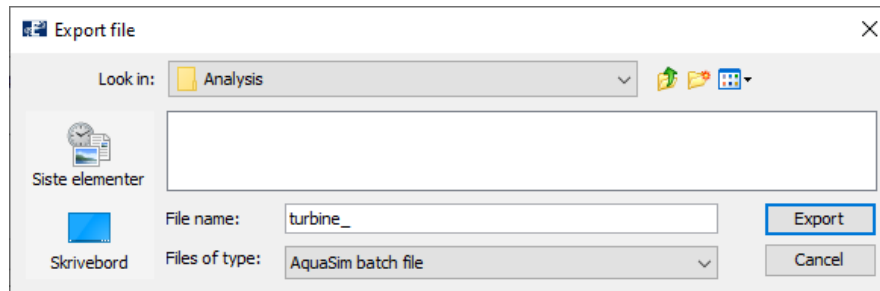 Export file
Look in: Analysis
Siste elementer
File name: turbine_ Export
Skrivebord
Files of type: AquaSim batch file Cancel